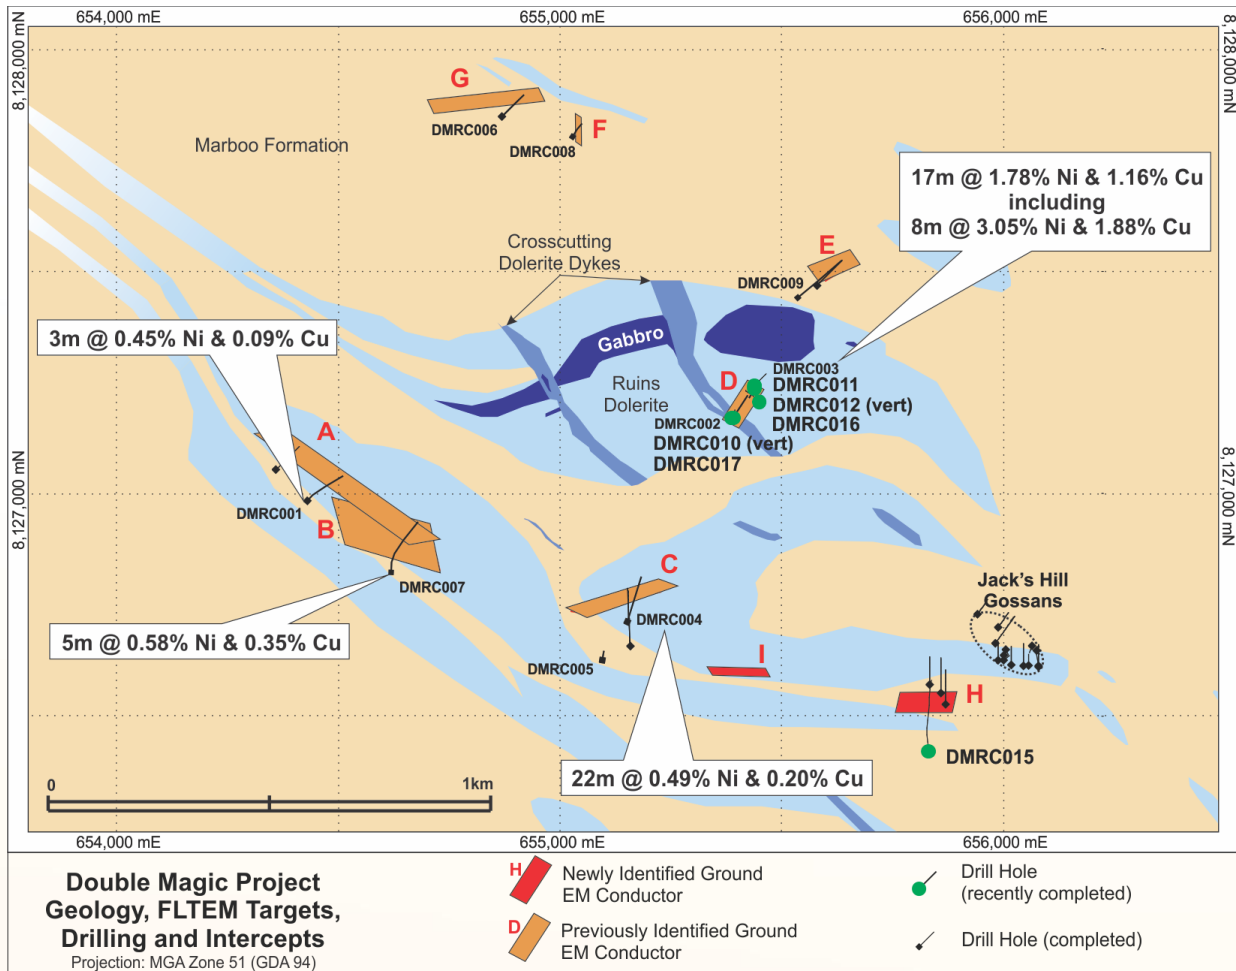 654,000 mE
655,000 mE
656,000 mE
8,128,000 mN
8,128,000 mN
G
DMRC006
F
DMRC008
Marboo Formation
17m @ 1.78% Ni & 1.16% Cu
including
8m @ 3.05% Ni & 1.88% Cu
Crosscutting
Dolerite Dykes
E
DMRC009
3m @ 0.45% Ni & 0.09% Cu
Gabbro
Ruins
Dolerite
D
DMRC003
DMRC011
DMRC012 (vert)
DMRC016
DMRC002
DMRC010 (vert)
DMRC017
A
8,127,000 mN
8,127,000 mN
DMRC001
B
DMRC007
C
DMRC004
Jack's Hill
Gossans
5m @ 0.58% Ni & 0.35% Cu
DMRC005
I
H
DMRC015
22m @ 0.49% Ni & 0.20% Cu
0
1km
654,000 mE
655,000 mE
656,000 mE
Double Magic Project
Geology, FLTEM Targets,
Drilling and Intercepts
Projection: MGA Zone 51 (GDA 94)
H
Newly Identified Ground
EM Conductor
D
Previously Identified Ground
EM Conductor
Drill Hole
(recently completed)
Drill Hole (completed)